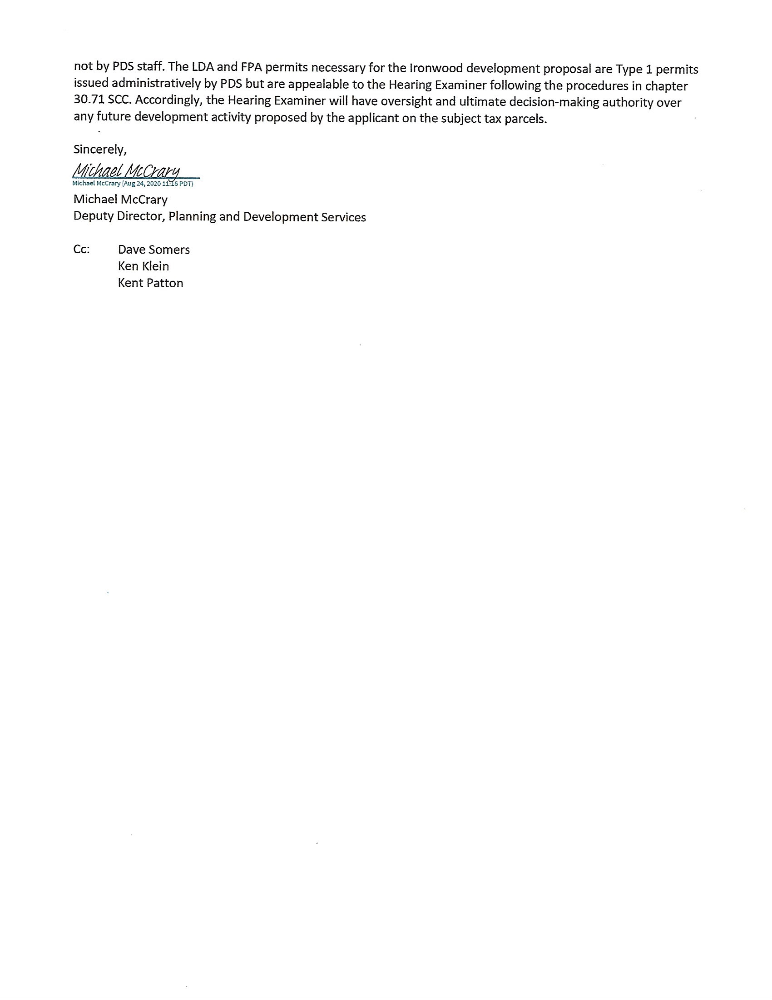 not by PDS staff. The LDA and FPA permits necessary for the Ironwood development proposal are Type 1 permits
issued administratively by PDS but are appealable to the Hearing Examiner following the procedures in chapter
30.71 SCC. Accordingly, the Hearing Examiner will have oversight and ultimate decision-making authority over
any future development activity proposed by the applicant on the subject tax parcels.
Sincerely,
Michael McCrary
Michael McCrary (Aug 24, 2020 11:16 PDT)
Michael McCrary
Deputy Director, Planning and Development Services
Cc: Dave Somers
Ken Klein
Kent Patton